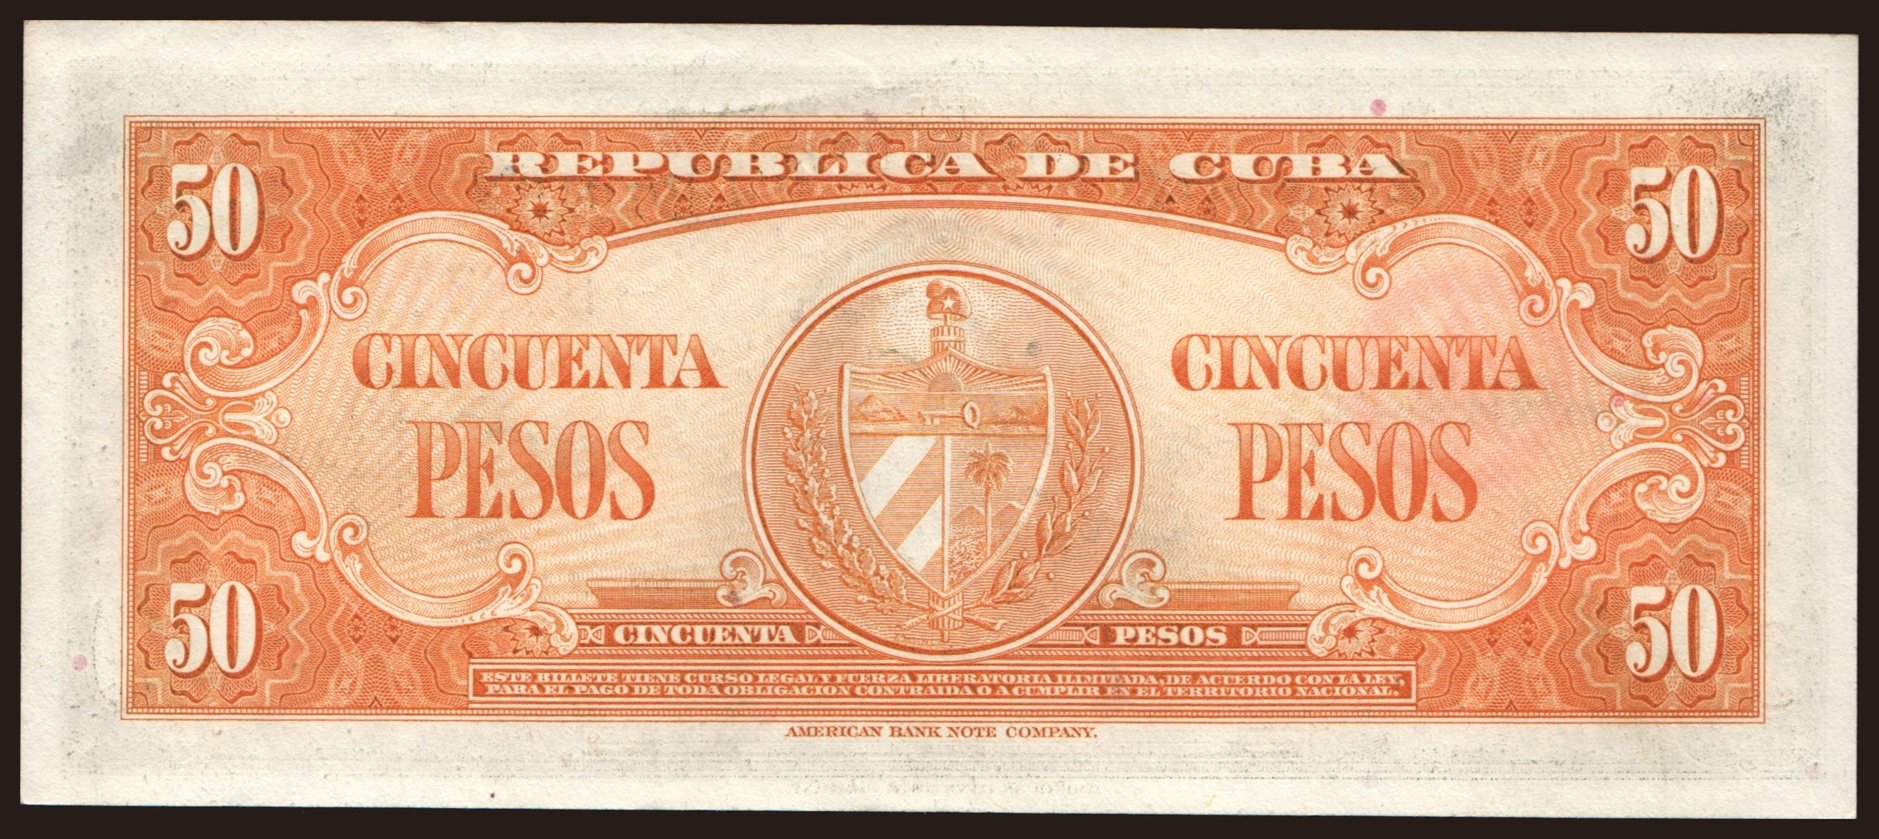 REPUBLICA DE CUBA
50
50
CINCUENTA
PESOS
CINCUENTA
PESOS
50
50
CINCUENTA PESOS
ESTE BILLETE TIENE CURSO LEGAL Y FUERZA LIBERATORIA ILIMITADA, DE ACUERDO CON LA LEY,
PARA EL PAGO DE TODA OBLIGACION CONTRAIDA O A CUMPLIR EN EL TERRITORIO NACIONAL.
AMERICAN BANK NOTE COMPANY.